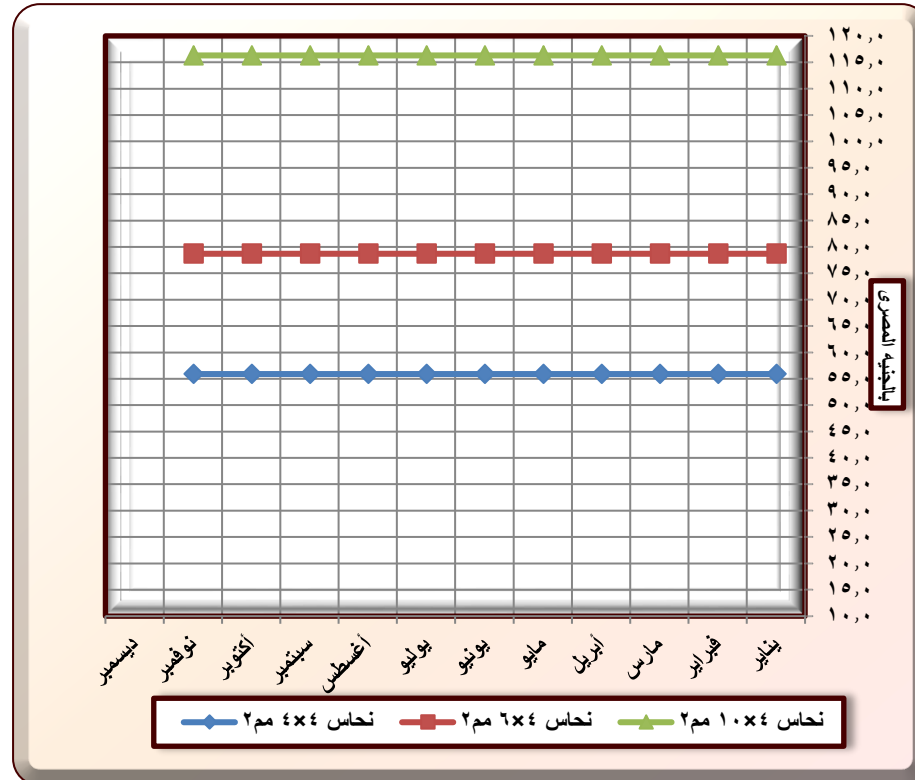 ١٢٠,٠
١١٥,٠
١١٠,٠
١٠٥,٠
١٠٠,٠
٩٥,٠
٩٠,٠
٨٥,٠
٨٠,٠
٧٥,٠
٧٠,٠
٦٥,٠
٦٠,٠
٥٥,٠
٥٠,٠
٤٥,٠
٤٠,٠
٣٥,٠
٣٠,٠
٢٥,٠
٢٠,٠
١٥,٠
١٠,٠
بالجنيه المصرى
يناير
فبراير
مارس
أبريل
مايو
يونيو
يوليو
أغسطس
سبتمبر
أكتوبر
نوفمبر
ديسمبر
نحاس ٤×١٠ مم٢ نحاس ٤×٦ مم٢ نحاس ٤×٤ مم٢